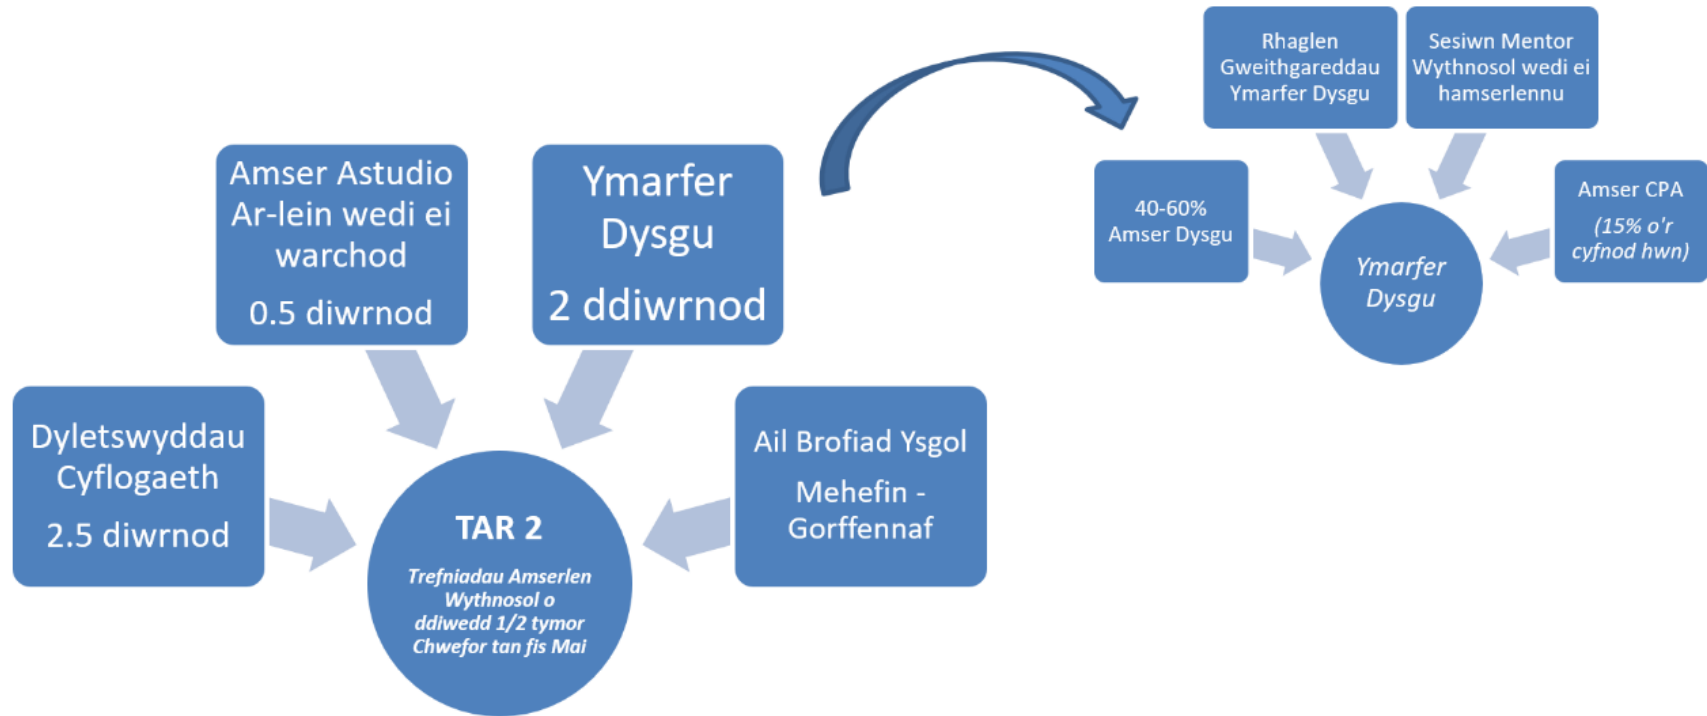 Dyletswyddau
Cyflogaeth
2.5 diwrnod
Amser Astudio
Ar-lein wedi ei
warchod
0.5 diwrnod
Ymarfer
Dysgu
2 ddiwrnod
Ail Brofiad Ysgol
Mehefin -
Gorffennaf
TAR 2
Trefniadau Amserlen
Wythnosol o
ddiwedd 1/2 tymor
Chwefor tan fis Mai
40-60%
Amser Dysgu
Rhaglen
Gweithgareddau
Ymarfer Dysgu
Sesiwn Mentor
Wythnosol wedi ei
hamserlennu
Amser CPA
(15% o'r
cyfnod hwn)
Ymarfer
Dysgu